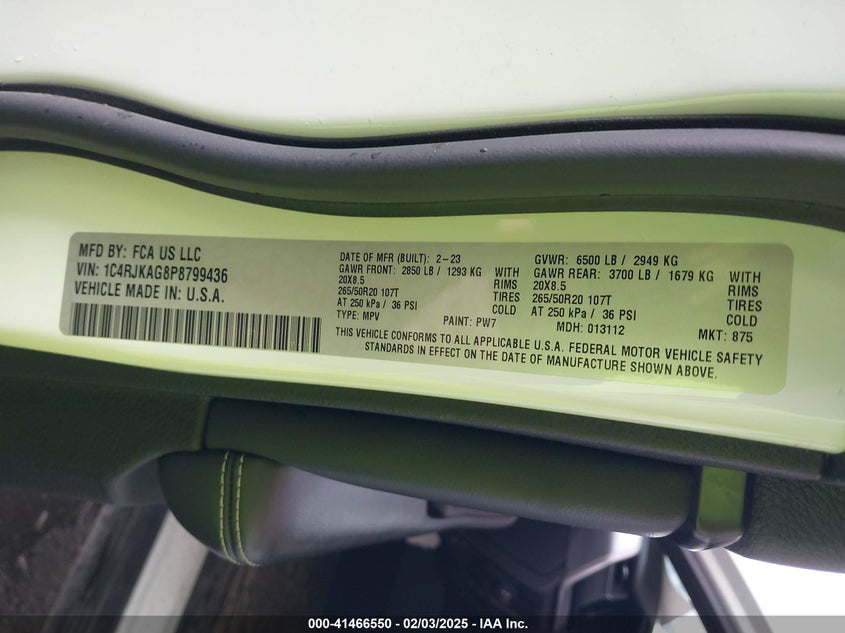 MFD BY: FCA US LLC
VIN: 1C4RJKAG8P8799436
VEHICLE MADE IN: U.S.A.
DATE OF MFR (BUILT): 2-23 GVWR: 6500 LB / 2949 KG
GAWR FRONT: 2850 LB / 1293 KG WITH GAWR REAR: 3700 LB / 1679 KG WITH
20X8.5 RIMS 20X8.5 RIMS
265/50R20 107T TIRES 265/50R20 107T TIRES
AT 250 kPa / 36 PSI COLD AT 250 kPa / 36 PSI COLD
TYPE: MPV PAINT: PW7 MDH: 013112 MKT: 875
THIS VEHICLE CONFORMS TO ALL APPLICABLE U.S.A. FEDERAL MOTOR VEHICLE SAFETY
STANDARDS IN EFFECT ON THE DATE OF MANUFACTURE SHOWN ABOVE.
000-41466550 - 02/03/2025 - IAA Inc.